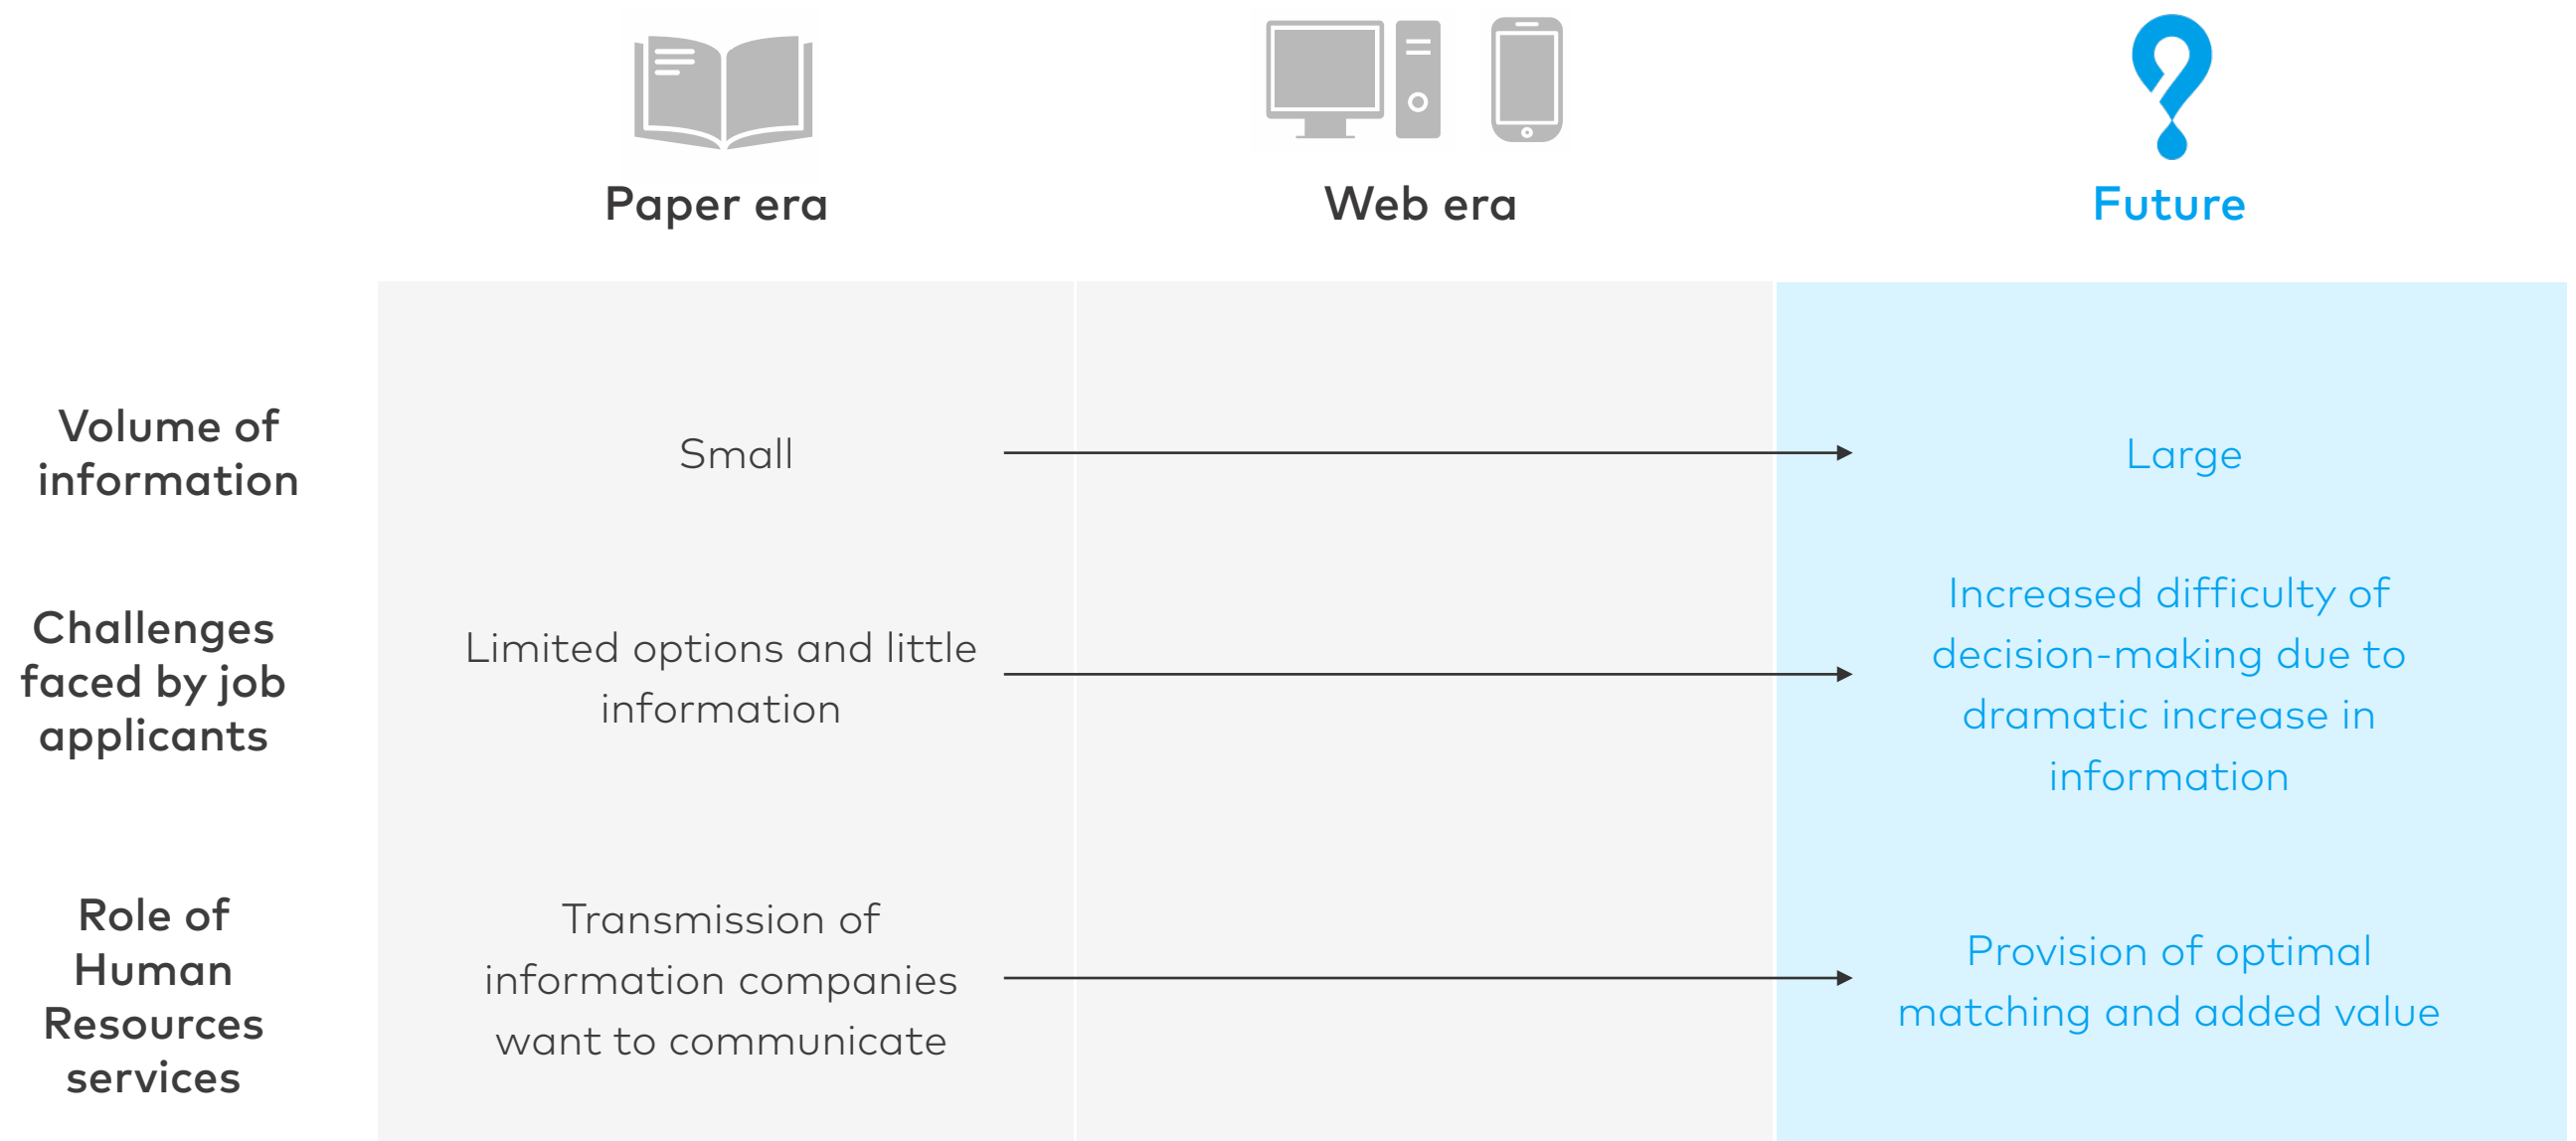 Paper era
Web era
Future
Volume of
information
Small
Large
Challenges
faced by job
applicants
Limited options and little
information
Increased difficulty of
decision-making due to
dramatic increase in
information
Role of
Human
Resources
services
Transmission of
information companies
want to communicate
Provision of optimal
matching and added value